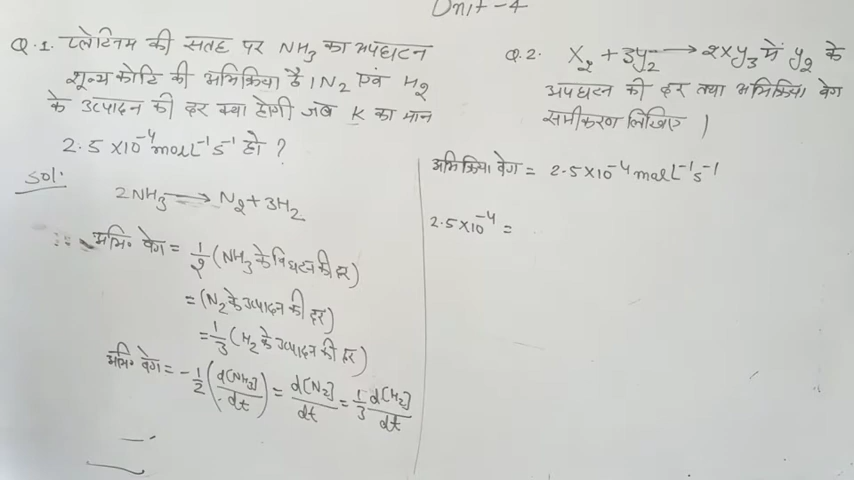 Unit-4
Q.1. प्लेटिनम की सतह पर NH₃ का अपघटन
शून्य कोटि की अभिक्रिया है। N₂ एवं H₂
के उत्पादन की दर क्या होगी जब K का मान
2.5 x10⁻⁴ mol L⁻¹ s⁻¹ हो ?
Sol.
2NH₃ → N₂ + 3H₂
अभि० वेग = 1/2 (NH₃ के विघटन की दर)
= (N₂ के उत्पादन की दर)
= 1/3 (H₂ के उत्पादन की दर)
अभि० वेग = -1/2 (d[NH₃]/dt) = d[N₂]/dt = 1/3 d[H₂]/dt
Q.2. X₂ + 3y₂ → 2xy₃ में y₂ के
अपघटन की दर तथा अभिक्रिया वेग
समीकरण लिखिए ।
अभिक्रिया वेग = 2.5 x10⁻⁴ mol L⁻¹ s⁻¹
2.5 x10⁻⁴ =